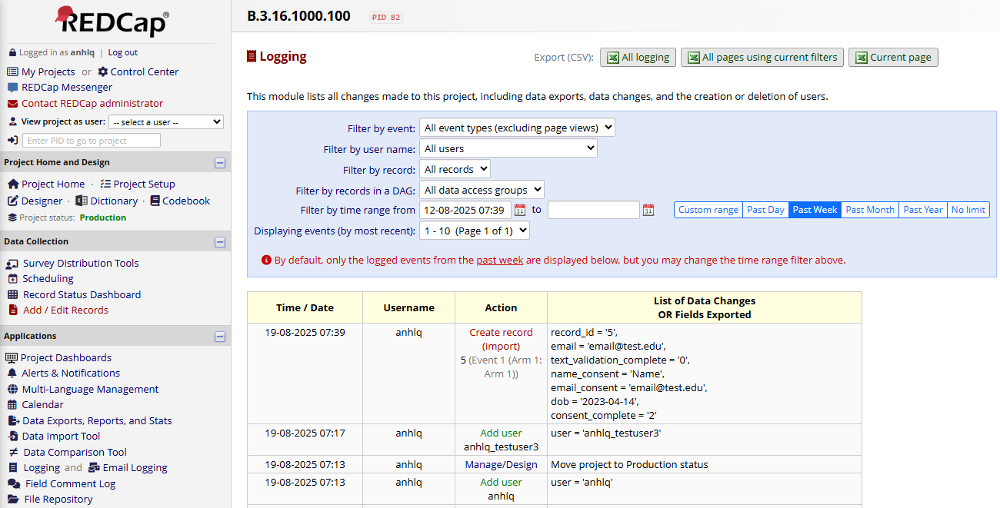 REDCap®
Logged in as anhlq | Log out
My Projects or Control Center
REDCap Messenger
Contact REDCap administrator
View project as user: -- select a user --
Enter PID to go to project
Project Home and Design
Project Home · Project Setup
Designer · Dictionary · Codebook
Project status: Production
Data Collection
Survey Distribution Tools
Scheduling
Record Status Dashboard
Add / Edit Records
Applications
Project Dashboards
Alerts & Notifications
Multi-Language Management
Calendar
Data Exports, Reports, and Stats
Data Import Tool
Data Comparison Tool
Logging and Email Logging
Field Comment Log
File Repository
B.3.16.1000.100 PID 82
Logging
Export (CSV): All logging All pages using current filters Current page
This module lists all changes made to this project, including data exports, data changes, and the creation or deletion of users.
Filter by event: All event types (excluding page views)
Filter by user name: All users
Filter by record: All records
Filter by records in a DAG: All data access groups
Filter by time range from 12-08-2025 07:39 31 to 31 Custom range Past Day Past Week Past Month Past Year No limit
Displaying events (by most recent): 1 - 10 (Page 1 of 1)
By default, only the logged events from the past week are displayed below, but you may change the time range filter above.
Time / Date Username Action List of Data Changes
OR Fields Exported
19-08-2025 07:39 anhlq Create record record_id = '5',
(import) email = 'email@test.edu',
5 (Event 1 (Arm 1: text_validation_complete = '0',
Arm 1)) name_consent = 'Name',
email_consent = 'email@test.edu',
dob = '2023-04-14',
consent_complete = '2'
19-08-2025 07:17 anhlq Add user user = 'anhlq_testuser3'
anhlq_testuser3
19-08-2025 07:13 anhlq Manage/Design Move project to Production status
19-08-2025 07:13 anhlq Add user user = 'anhlq'
anhlq